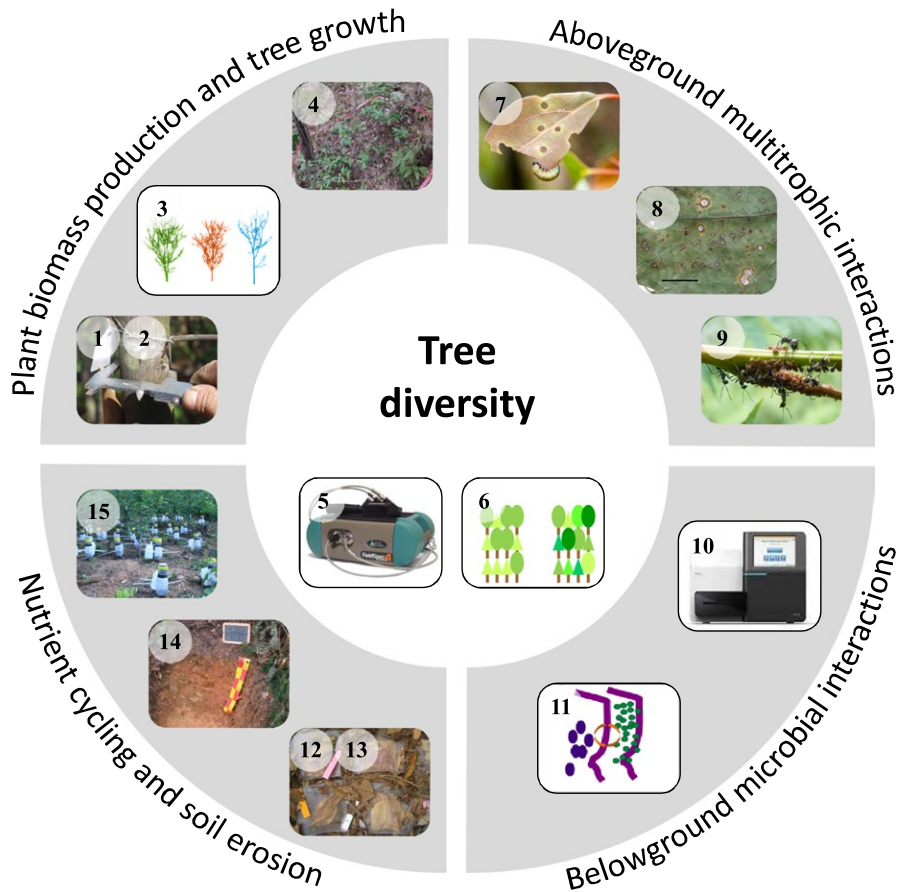 Plant biomass production and tree growth
Aboveground multitrophic interactions
4
7
3
8
1
2
9
Tree
diversity
5
FieldSpec
6
15
10
14
11
12
13
Nutrient cycling and soil erosion
Belowground microbial interactions